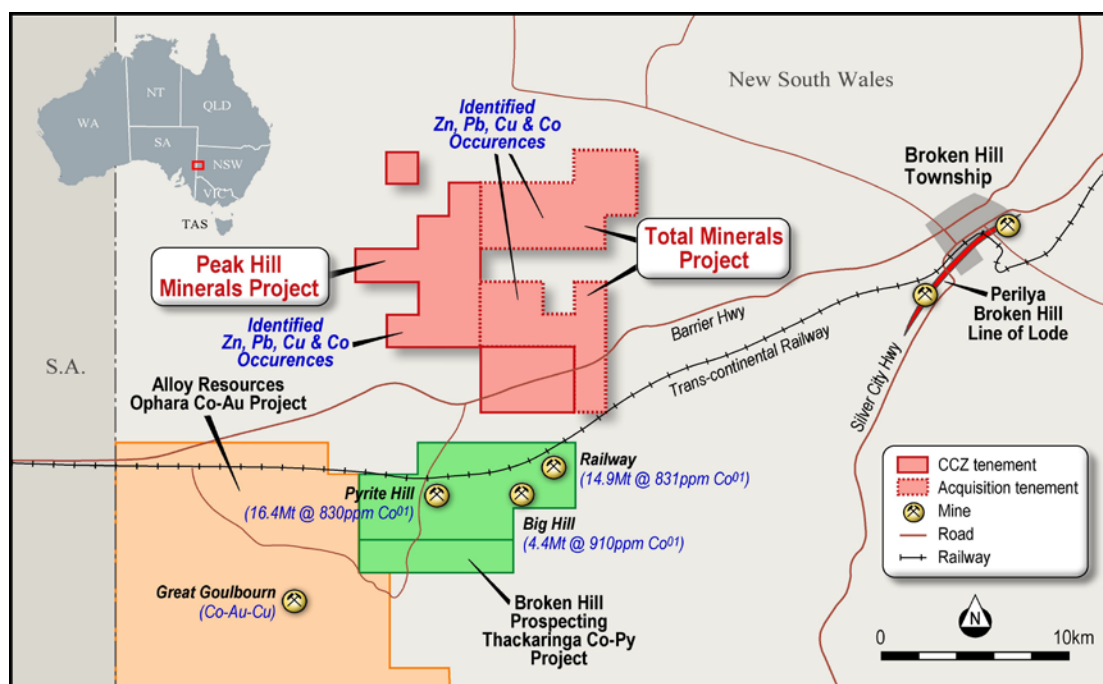 WA
NT
QLD
SA
NSW
VIC
TAS
New South Wales
S.A.
Identified
Zn, Pb, Cu & Co
Occurences
Broken Hill
Township
Peak Hill
Minerals Project
Total Minerals
Project
Perilya
Broken Hill
Line of Lode
Identified
Zn, Pb, Cu & Co
Occurences
Barrier Hwy
Trans-continental Railway
Silver City Hwy
Alloy Resources
Ophara Co-Au Project
Railway
(14.9Mt @ 831ppm Co01)
Pyrite Hill
(16.4Mt @ 830ppm Co01)
Big Hill
(4.4Mt @ 910ppm Co01)
Great Goulbourn
(Co-Au-Cu)
Broken Hill
Prospecting
Thackaringa Co-Py
Project
CCZ tenement
Acquisition tenement
Mine
Road
Railway
N
0 10km